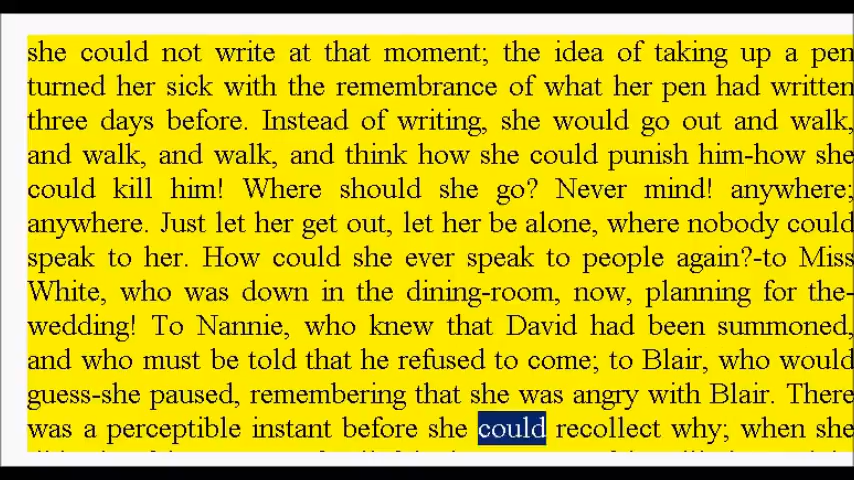 she could not write at that moment; the idea of taking up a pen
turned her sick with the remembrance of what her pen had written
three days before. Instead of writing, she would go out and walk,
and walk, and walk, and think how she could punish him-how she
could kill him! Where should she go? Never mind! anywhere;
anywhere. Just let her get out, let her be alone, where nobody could
speak to her. How could she ever speak to people again?-to Miss
White, who was down in the dining-room, now, planning for the-
wedding! To Nannie, who knew that David had been summoned,
and who must be told that he refused to come; to Blair, who would
guess-she paused, remembering that she was angry with Blair. There
was a perceptible instant before she could recollect why; when she